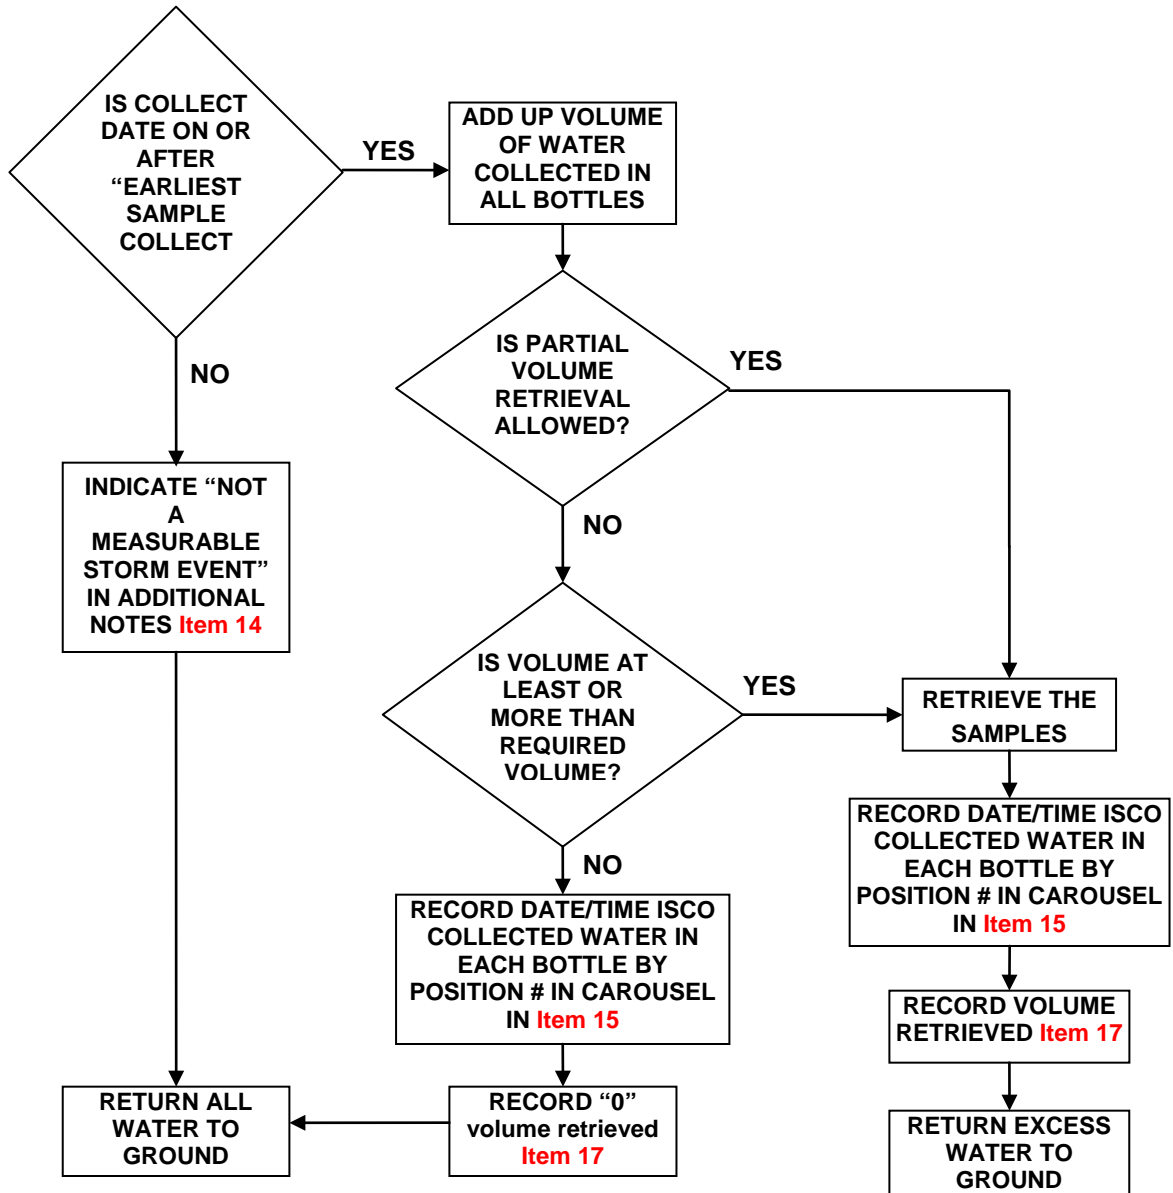 IS COLLECT
DATE ON OR
AFTER
“EARLIEST
SAMPLE
COLLECT
YES
ADD UP VOLUME
OF WATER
COLLECTED IN
ALL BOTTLES
NO
IS PARTIAL
VOLUME
RETRIEVAL
ALLOWED?
YES
INDICATE “NOT
A
MEASURABLE
STORM EVENT”
IN ADDITIONAL
NOTES Item 14
NO
IS VOLUME AT
LEAST OR
MORE THAN
REQUIRED
VOLUME?
YES
RETRIEVE THE
SAMPLES
NO
RECORD DATE/TIME ISCO
COLLECTED WATER IN
EACH BOTTLE BY
POSITION # IN CAROUSEL
IN Item 15
RECORD DATE/TIME ISCO
COLLECTED WATER IN
EACH BOTTLE BY
POSITION # IN CAROUSEL
IN Item 15
RECORD VOLUME
RETRIEVED Item 17
RETURN ALL
WATER TO
GROUND
RECORD “0”
volume retrieved
Item 17
RETURN EXCESS
WATER TO
GROUND